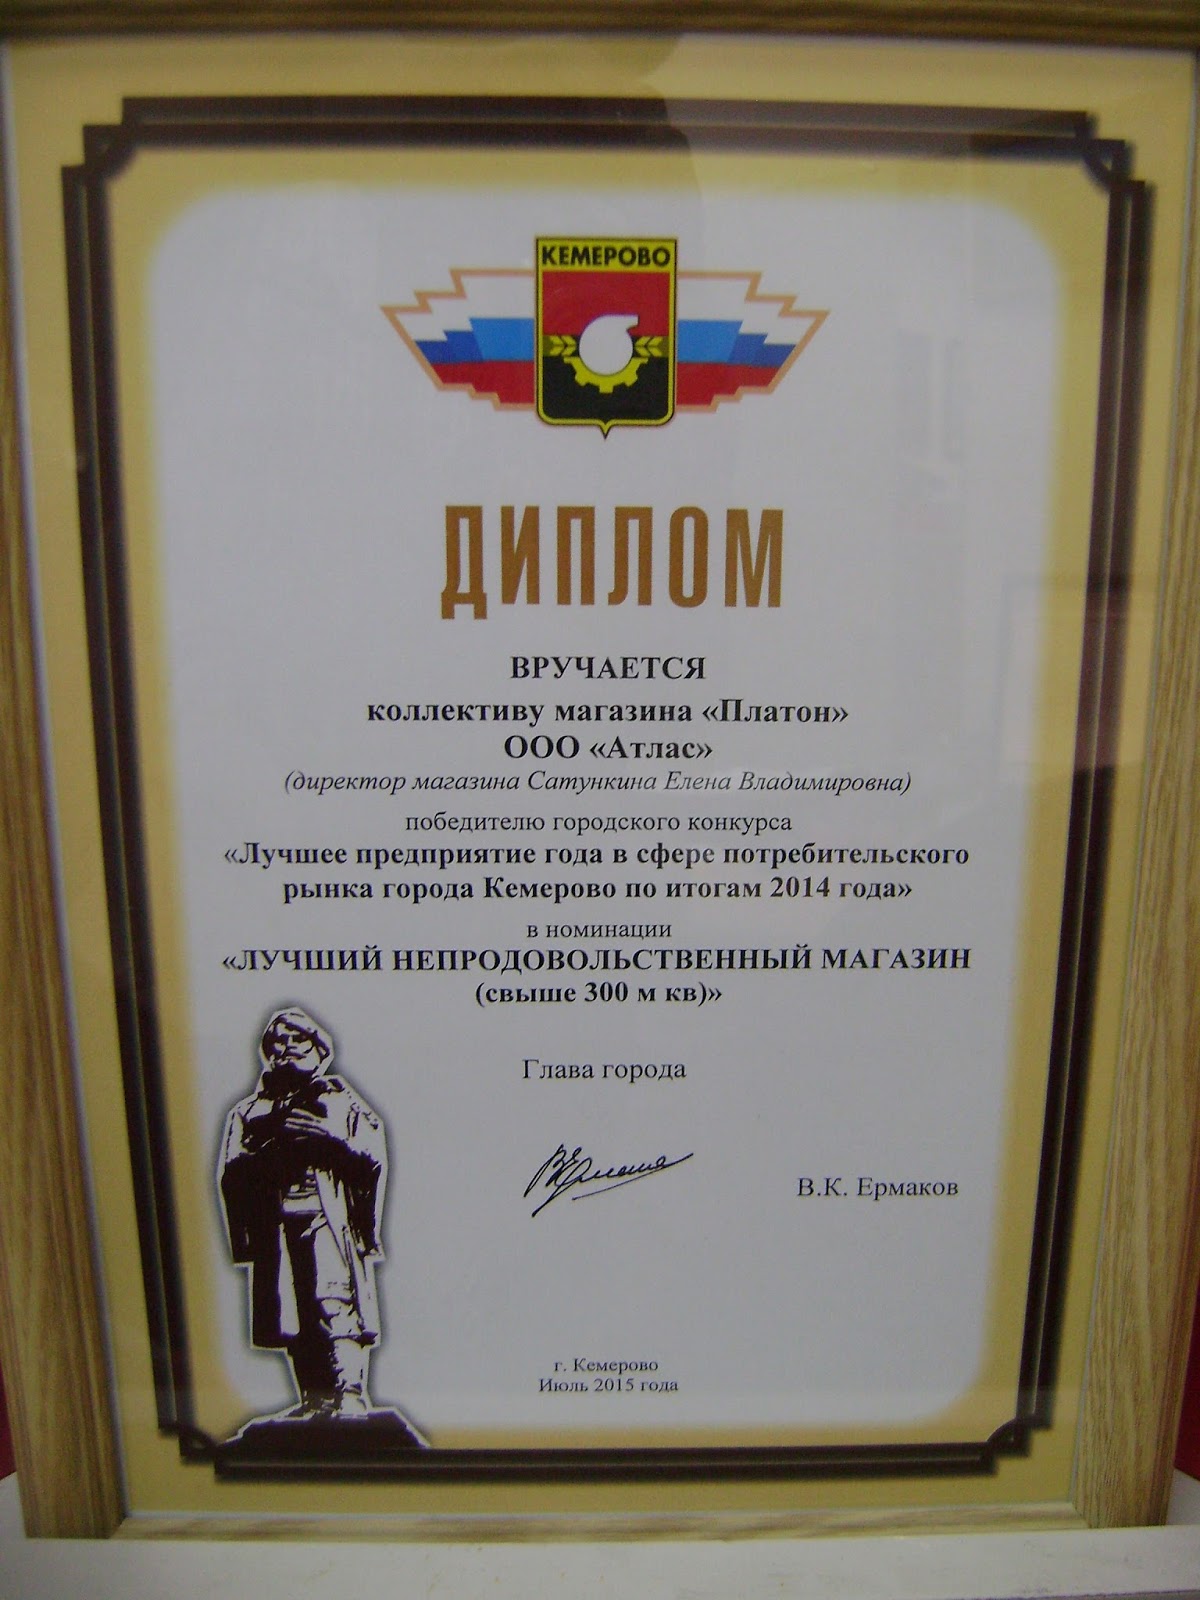 КЕМЕРОВО
ДИПЛОМ
ВРУЧАЕТСЯ
коллективу магазина «Платон»
ООО «Атлас»
(директор магазина Сатункина Елена Владимировна)
победителю городского конкурса
«Лучшее предприятие года в сфере потребительского
рынка города Кемерово по итогам 2014 года»
в номинации
«ЛУЧШИЙ НЕПРОДОВОЛЬСТВЕННЫЙ МАГАЗИН
(свыше 300 м кв)»
Глава города
В.К. Ермаков
г. Кемерово
Июль 2015 года